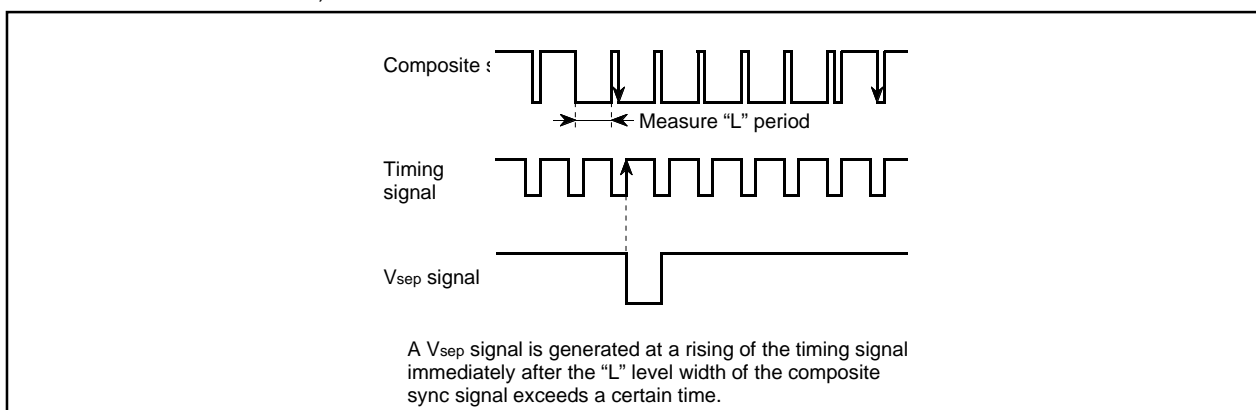 Composite
Measure “L” period
Timing
signal
Vsep signal
A Vsep signal is generated at a rising of the timing signal
immediately after the “L” level width of the composite
sync signal exceeds a certain time.